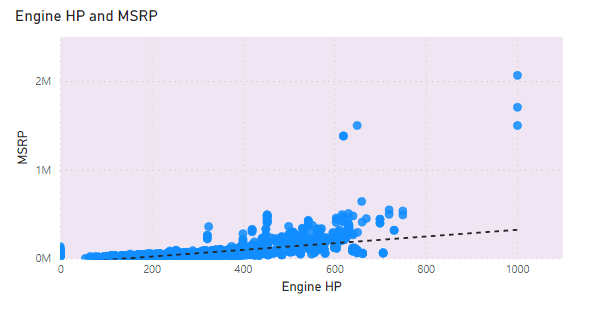 Engine HP and MSRP
2M
1M
0M
MSRP
0 200 400 600 800 1000
Engine HP